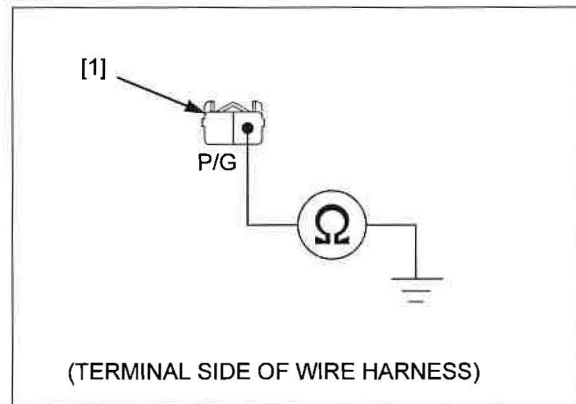 [1]
P/G
Ω
(TERMINAL SIDE OF WIRE HARNESS)